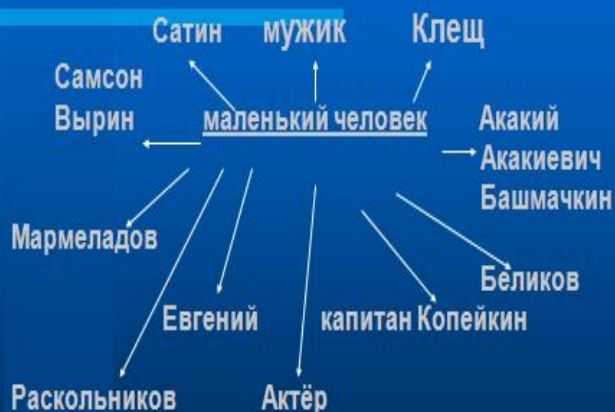 Сатин мужик Клещ
Самсон
Вырин
маленький человек
Акакий
Акакиевич
Башмачкин
Мармеладов
Беликов
Евгений капитан Копейкин
Раскольников Актёр